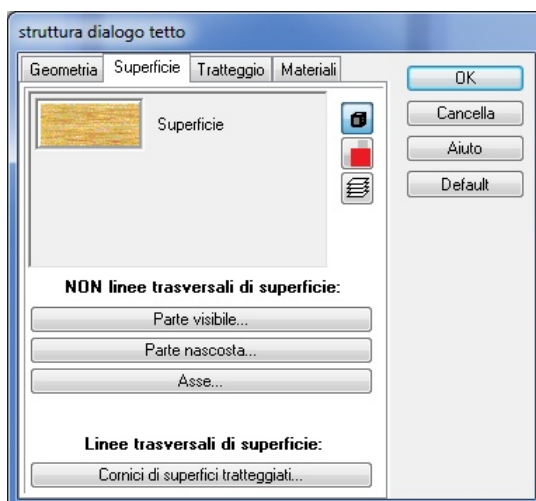 struttura dialogo tetto
Geometria Superficie Tratteggio Materiali
Superficie
OK
Cancella
Aiuto
Default
NON linee trasversali di superficie:
Parte visibile...
Parte nascosta...
Asse...
Linee trasversali di superficie:
Cornici di superfici tratteggiati...